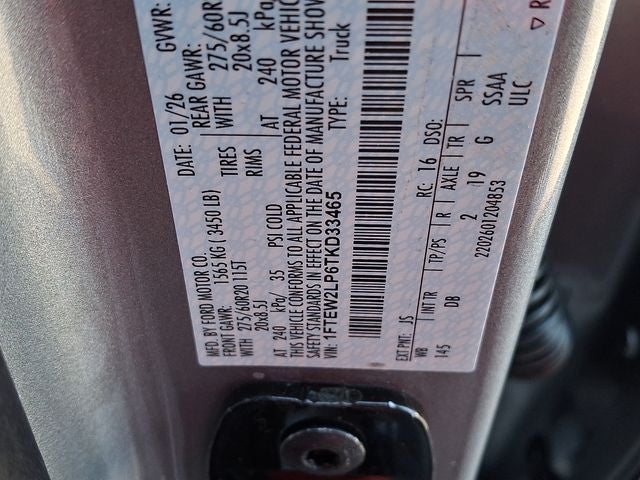 MFD. BY FORD MOTOR CO.
DATE: 01/26 GVWR:
FRONT GAWR: 1565 KG ( 3450 LB) REAR GAWR:
WITH 275/60R20 115T TIRES WITH 275/60R
20x8.5J RIMS 20x8.5J
AT 240 kPa/ 35 PSI COLD AT 240 kPa
THIS VEHICLE CONFORMS TO ALL APPLICABLE FEDERAL MOTOR VEHIC
SAFETY STANDARDS IN EFFECT ON THE DATE OF MANUFACTURE SHOW
VIN: 1FTEW2LP6TKD33465 TYPE: Truck
EXT PNT: JS RC: 16 DSO:
WB INT TR TP/PS R AXLE TR SPR
145 DB 2 19 G SSAA
2202601204853 ULC